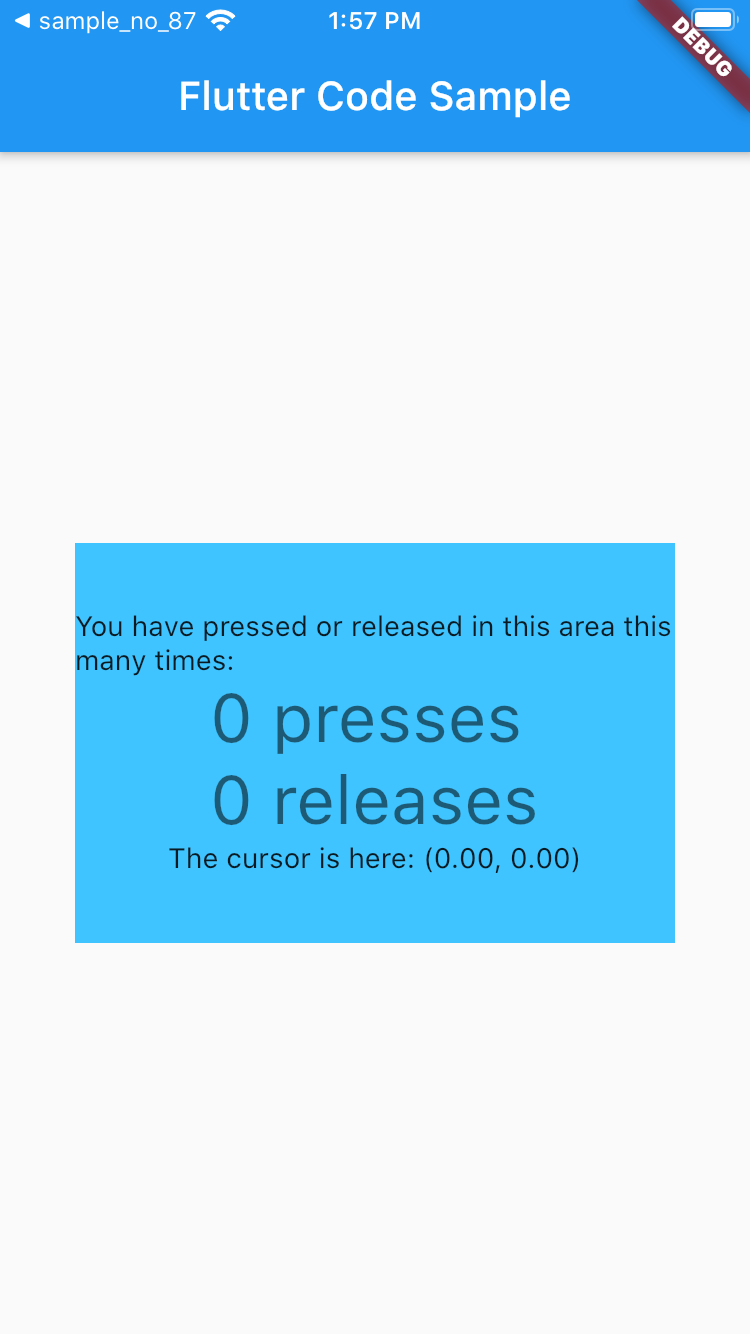 sample_no_87
1:57 PM
DEBUG
Flutter Code Sample
You have pressed or released in this area this
many times:
0 presses
0 releases
The cursor is here: (0.00, 0.00)